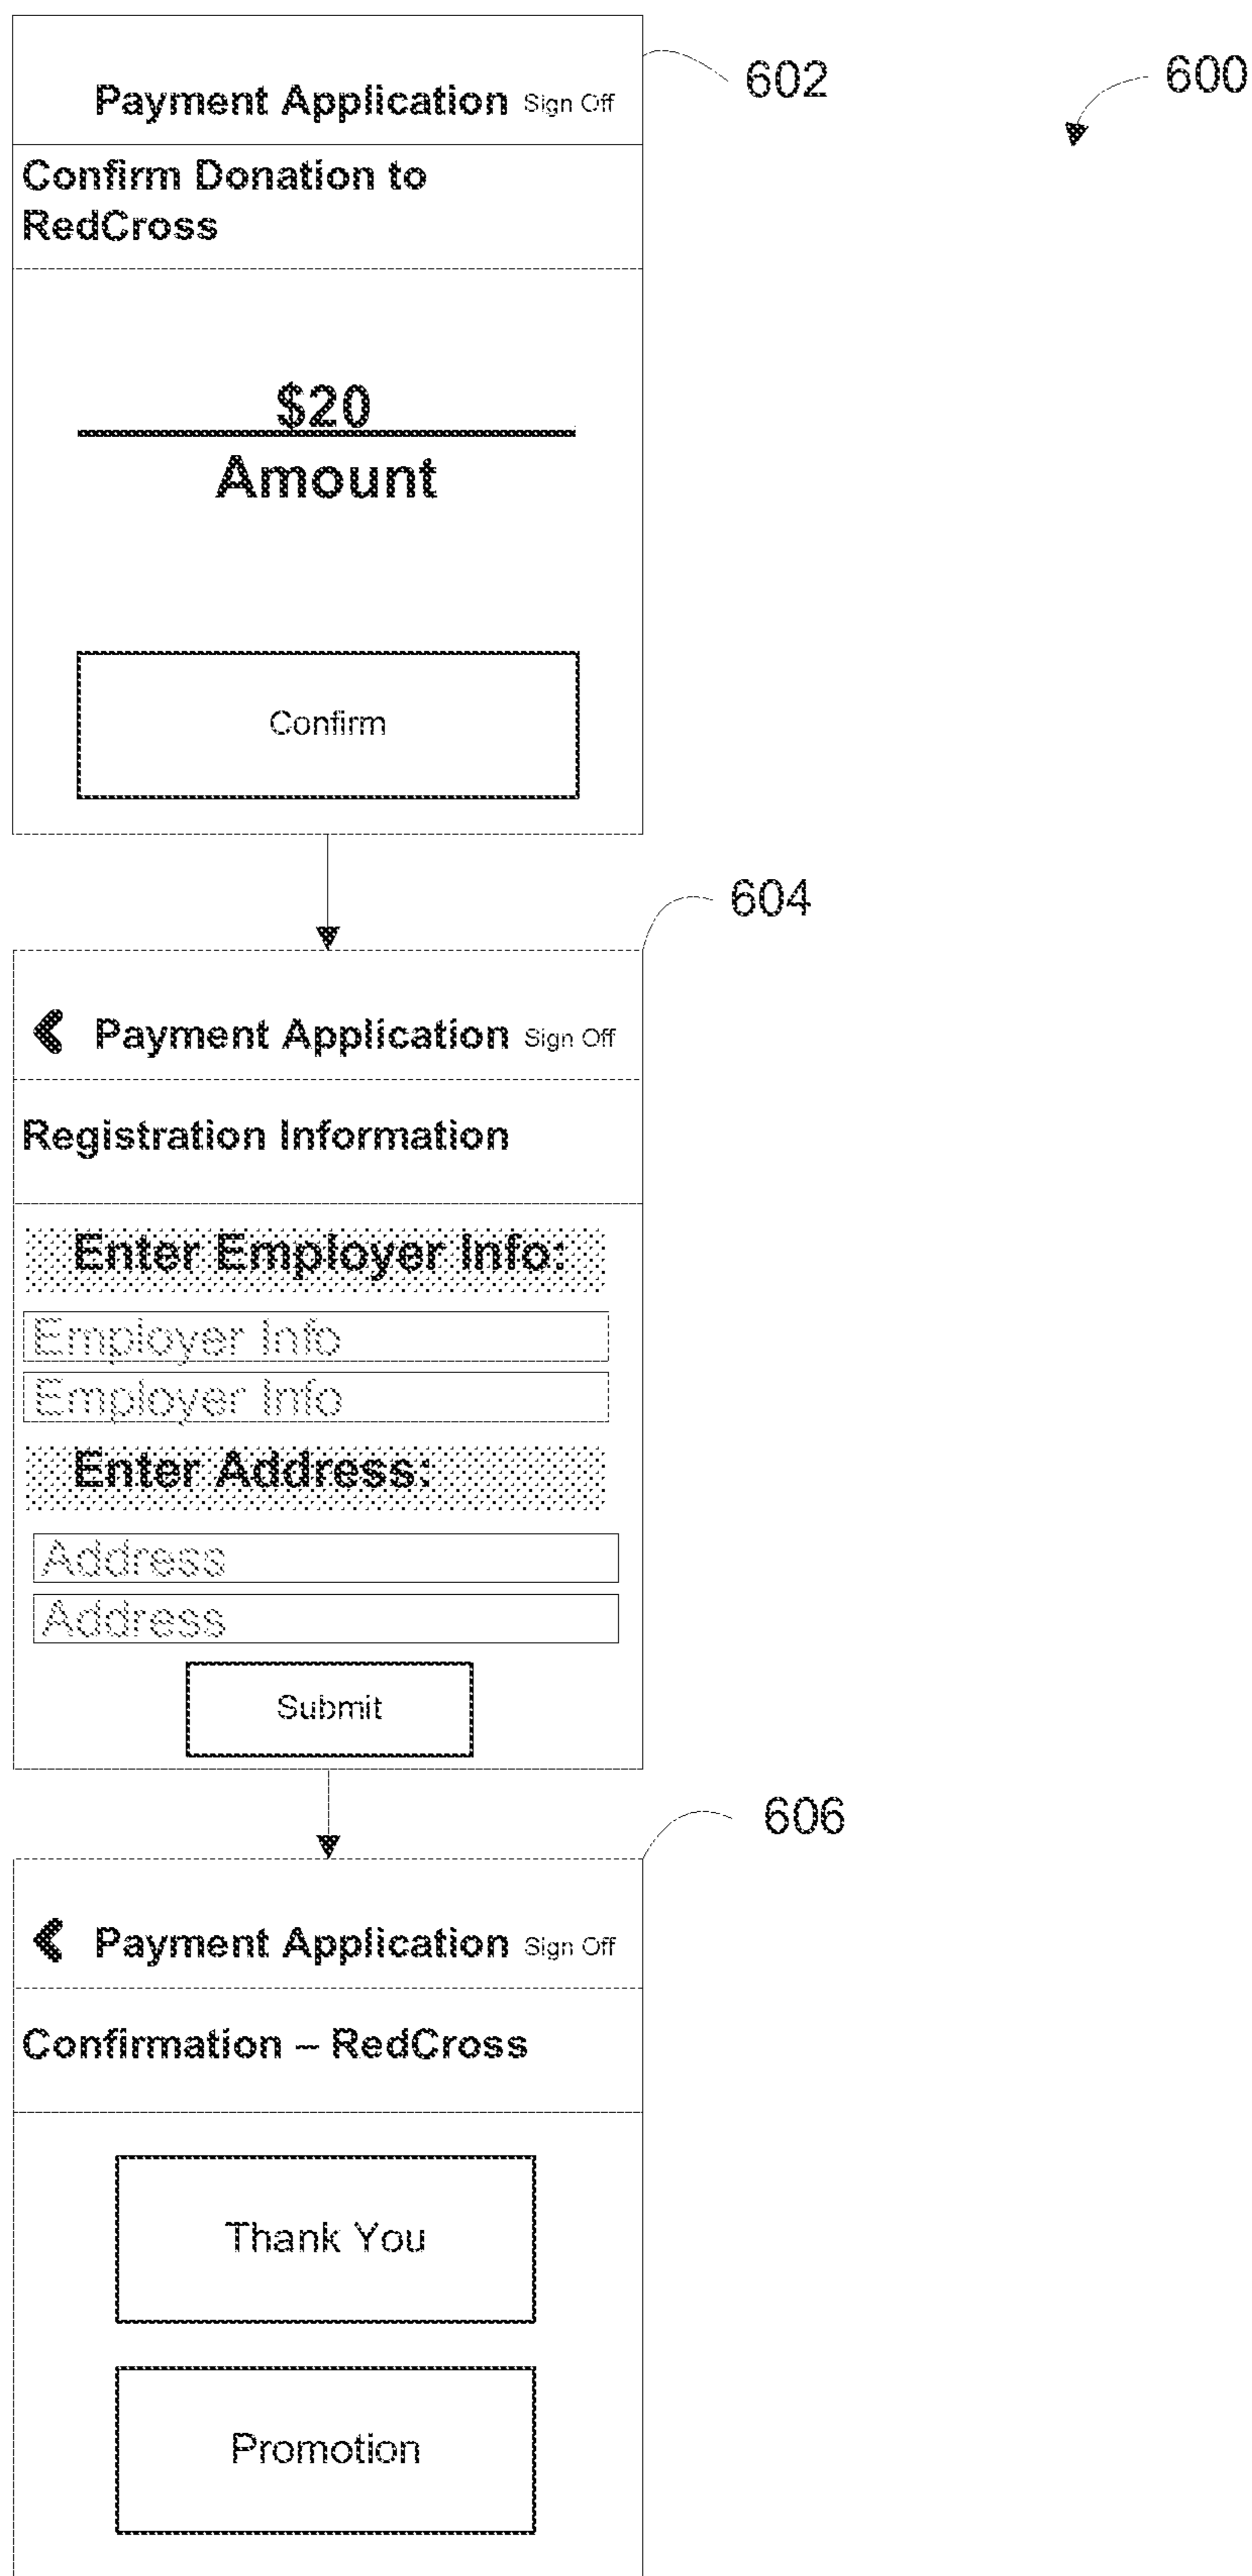 602
600
Payment Application Sign Off
Confirm Donation to
RedCross
$20
Amount
Confirm
604
Payment Application Sign Off
Registration Information
Enter Employer Info:
Employer Info
Employer Info
Enter Address:
Address
Address
Submit
606
Payment Application Sign Off
Confirmation – RedCross
Thank You
Promotion